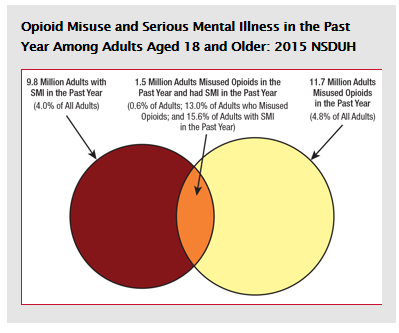 Opioid Misuse and Serious Mental Illness in the Past
Year Among Adults Aged 18 and Older: 2015 NSDUH
9.8 Million Adults with
SMI in the Past Year
(4.0% of All Adults)
1.5 Million Adults Misused Opioids in the
Past Year and had SMI in the Past Year
(0.6% of Adults; 13.0% of Adults who Misused
Opioids; and 15.6% of Adults with SMI
in the Past Year)
11.7 Million Adults
Misused Opioids
in the Past Year
(4.8% of All Adults)